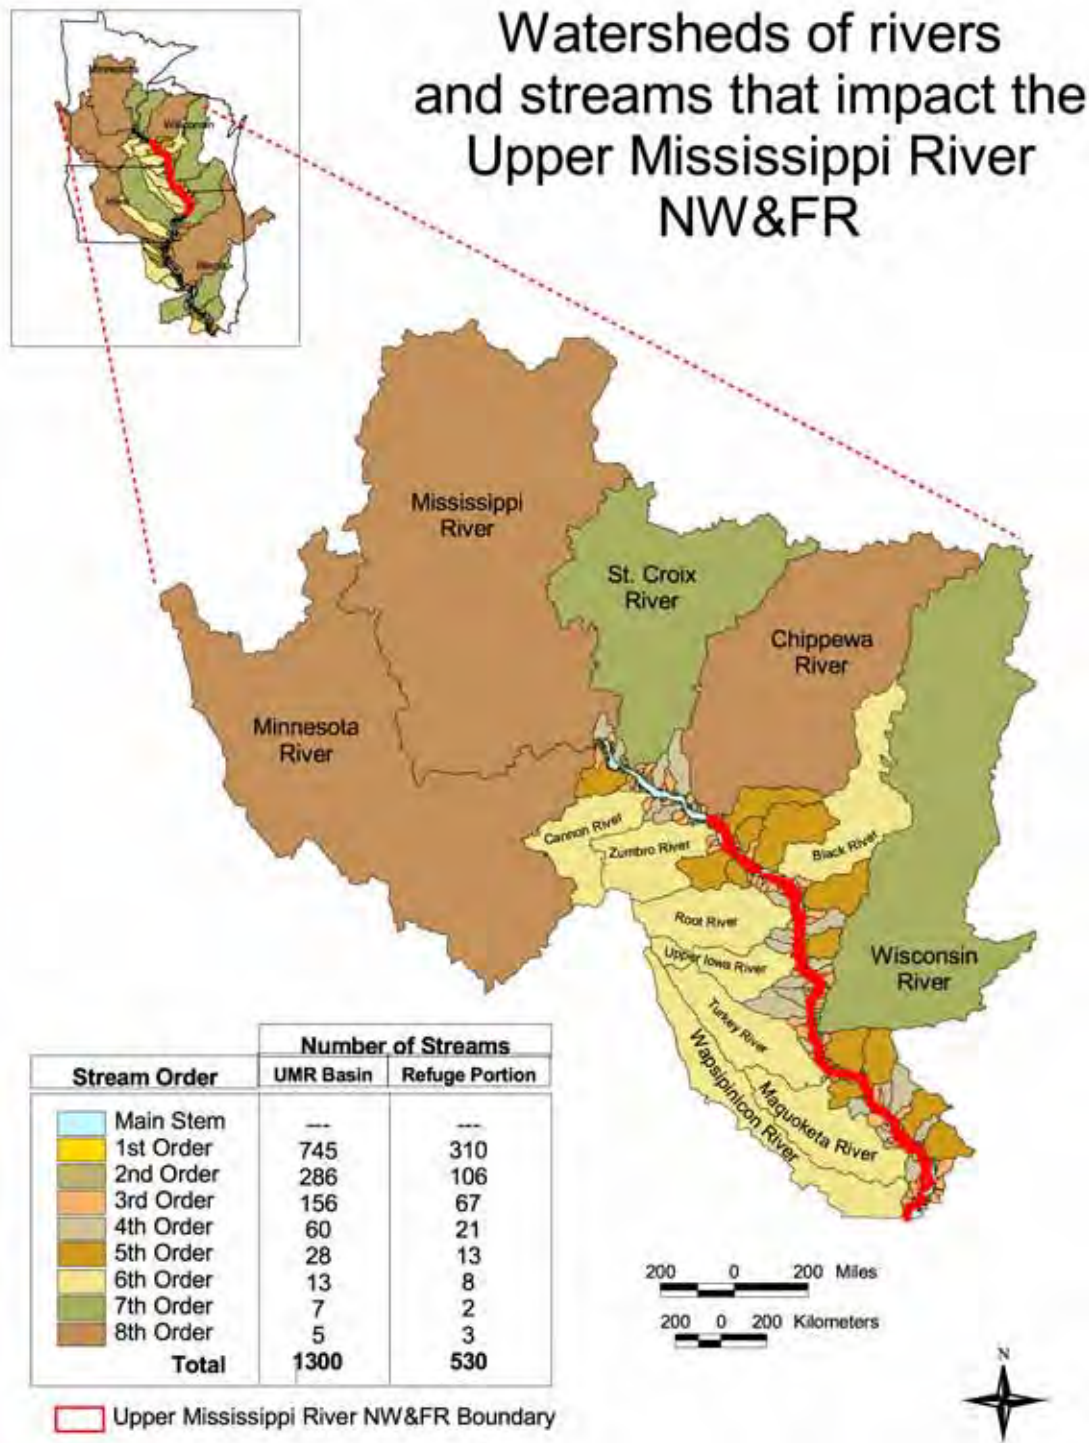 Watersheds of rivers
and streams that impact the
Upper Mississippi River
NW&FR
Minnesota
Wisconsin
Iowa
Illinois
Mississippi
River
St. Croix
River
Chippewa
River
Minnesota
River
Cannon River
Zumbro River
Black River
Root River
Upper Iowa River
Wisconsin
River
Turkey River
Wapsipinicon River
Maquoketa River
Number of Streams
Stream Order UMR Basin Refuge Portion
Main Stem --- ---
1st Order 745 310
2nd Order 286 106
3rd Order 156 67
4th Order 60 21
5th Order 28 13
6th Order 13 8
7th Order 7 2
8th Order 5 3
Total 1300 530
200 0 200 Miles
200 0 200 Kilometers
N
Upper Mississippi River NW&FR Boundary